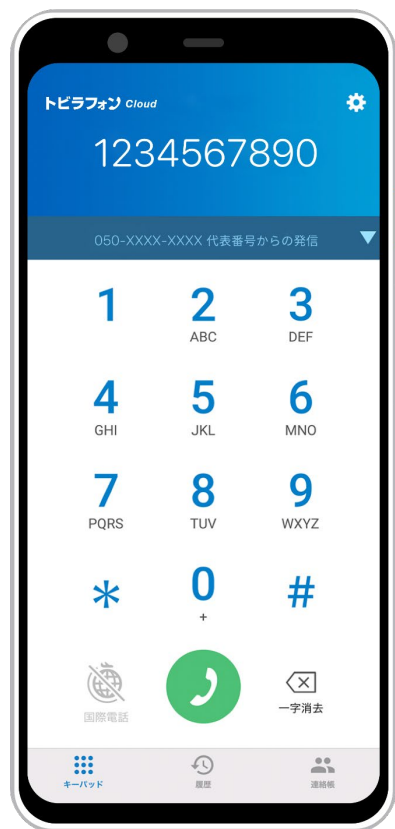 トビラフォン Cloud
1234567890
050-XXXX-XXXX 代表番号からの発信
1 2 3
ABC DEF
4 5 6
GHI JKL MNO
7 8 9
PQRS TUV WXYZ
* 0 #
+
国際電話 一字消去
キーパッド 履歴 連絡帳